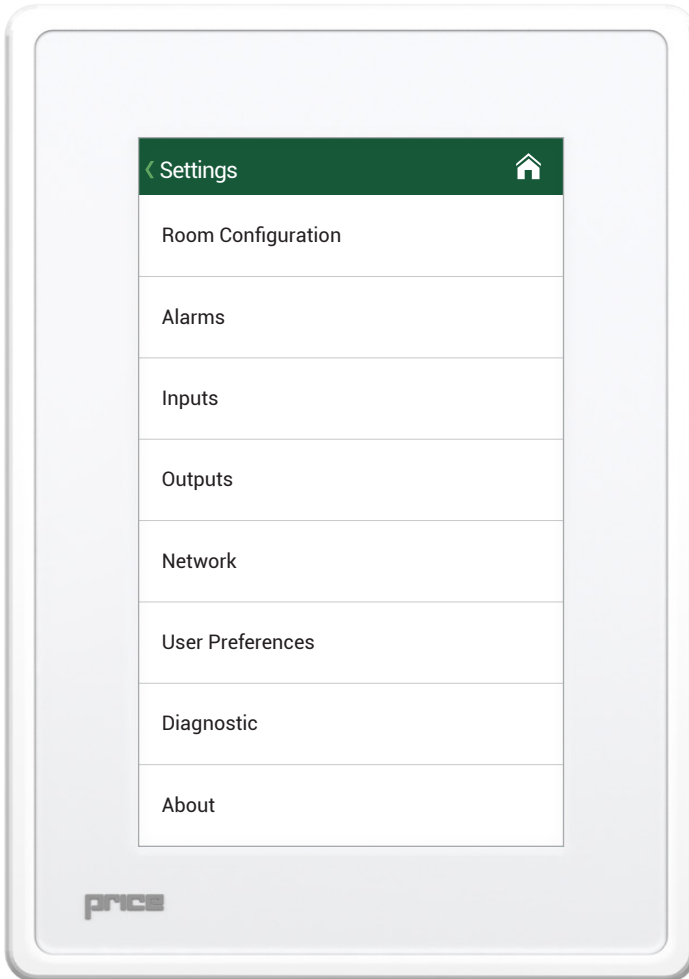 Settings
Room Configuration
Alarms
Inputs
Outputs
Network
User Preferences
Diagnostic
About
price